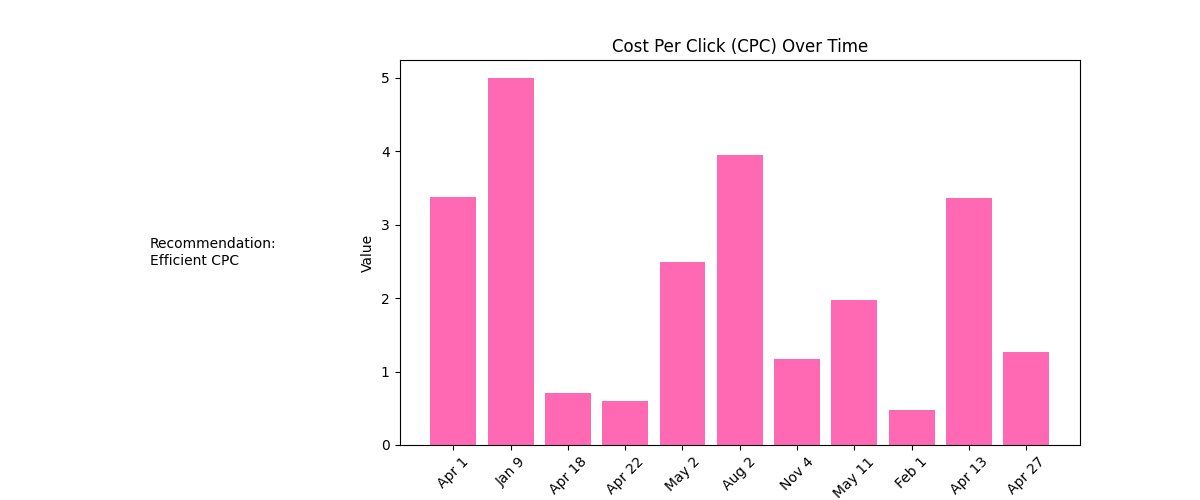 Cost Per Click (CPC) Over Time
Recommendation:
Efficient CPC
Value
5
4
3
2
1
0
Apr 1
Jan 9
Apr 18
Apr 22
May 2
Aug 2
Nov 4
May 11
Feb 1
Apr 13
Apr 27